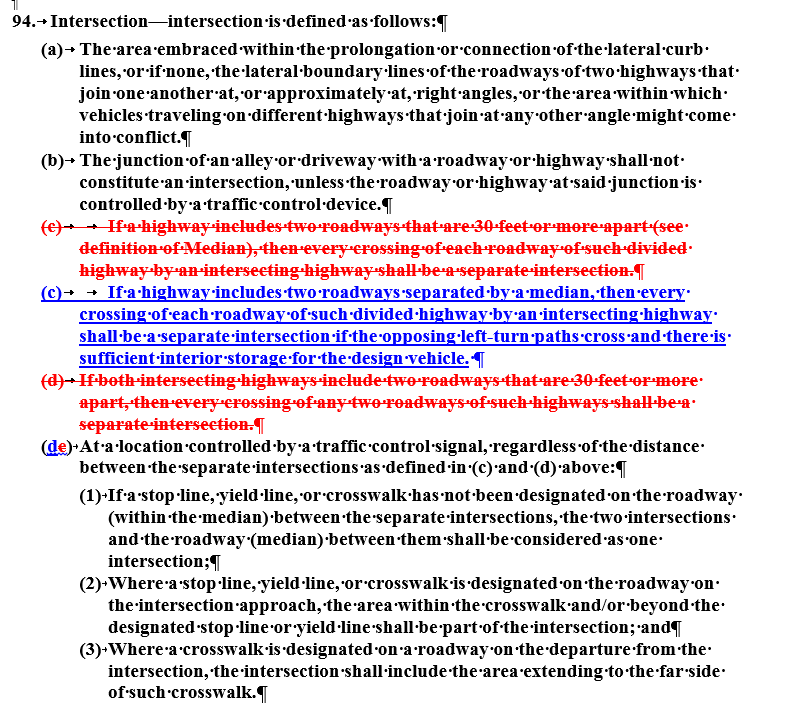 94. Intersection—intersection is defined as follows:¶
(a) The area embraced within the prolongation or connection of the lateral curb
lines, or if none, the lateral boundary lines of the roadways of two highways that
join one another at, or approximately at, right angles, or the area within which
vehicles traveling on different highways that join at any other angle might come
into conflict.¶
(b) The junction of an alley or driveway with a roadway or highway shall not
constitute an intersection, unless the roadway or highway at said junction is
controlled by a traffic control device.¶
(c) If a highway includes two roadways that are 30 feet or more apart (see
definition of Median), then every crossing of each roadway of such divided
highway by an intersecting highway shall be a separate intersection.¶
(c) If a highway includes two roadways separated by a median, then every
crossing of each roadway of such divided highway by an intersecting highway
shall be a separate intersection if the opposing left-turn paths cross and there is
sufficient interior storage for the design vehicle. ¶
(d) If both intersecting highways include two roadways that are 30 feet or more
apart, then every crossing of any two roadways of such highways shall be a
separate intersection.¶
(de) At a location controlled by a traffic control signal, regardless of the distance
between the separate intersections as defined in (c) and (d) above:¶
(1) If a stop line, yield line, or crosswalk has not been designated on the roadway
(within the median) between the separate intersections, the two intersections
and the roadway (median) between them shall be considered as one
intersection;¶
(2) Where a stop line, yield line, or crosswalk is designated on the roadway on
the intersection approach, the area within the crosswalk and/or beyond the
designated stop line or yield line shall be part of the intersection; and¶
(3) Where a crosswalk is designated on a roadway on the departure from the
intersection, the intersection shall include the area extending to the far side
of such crosswalk.¶